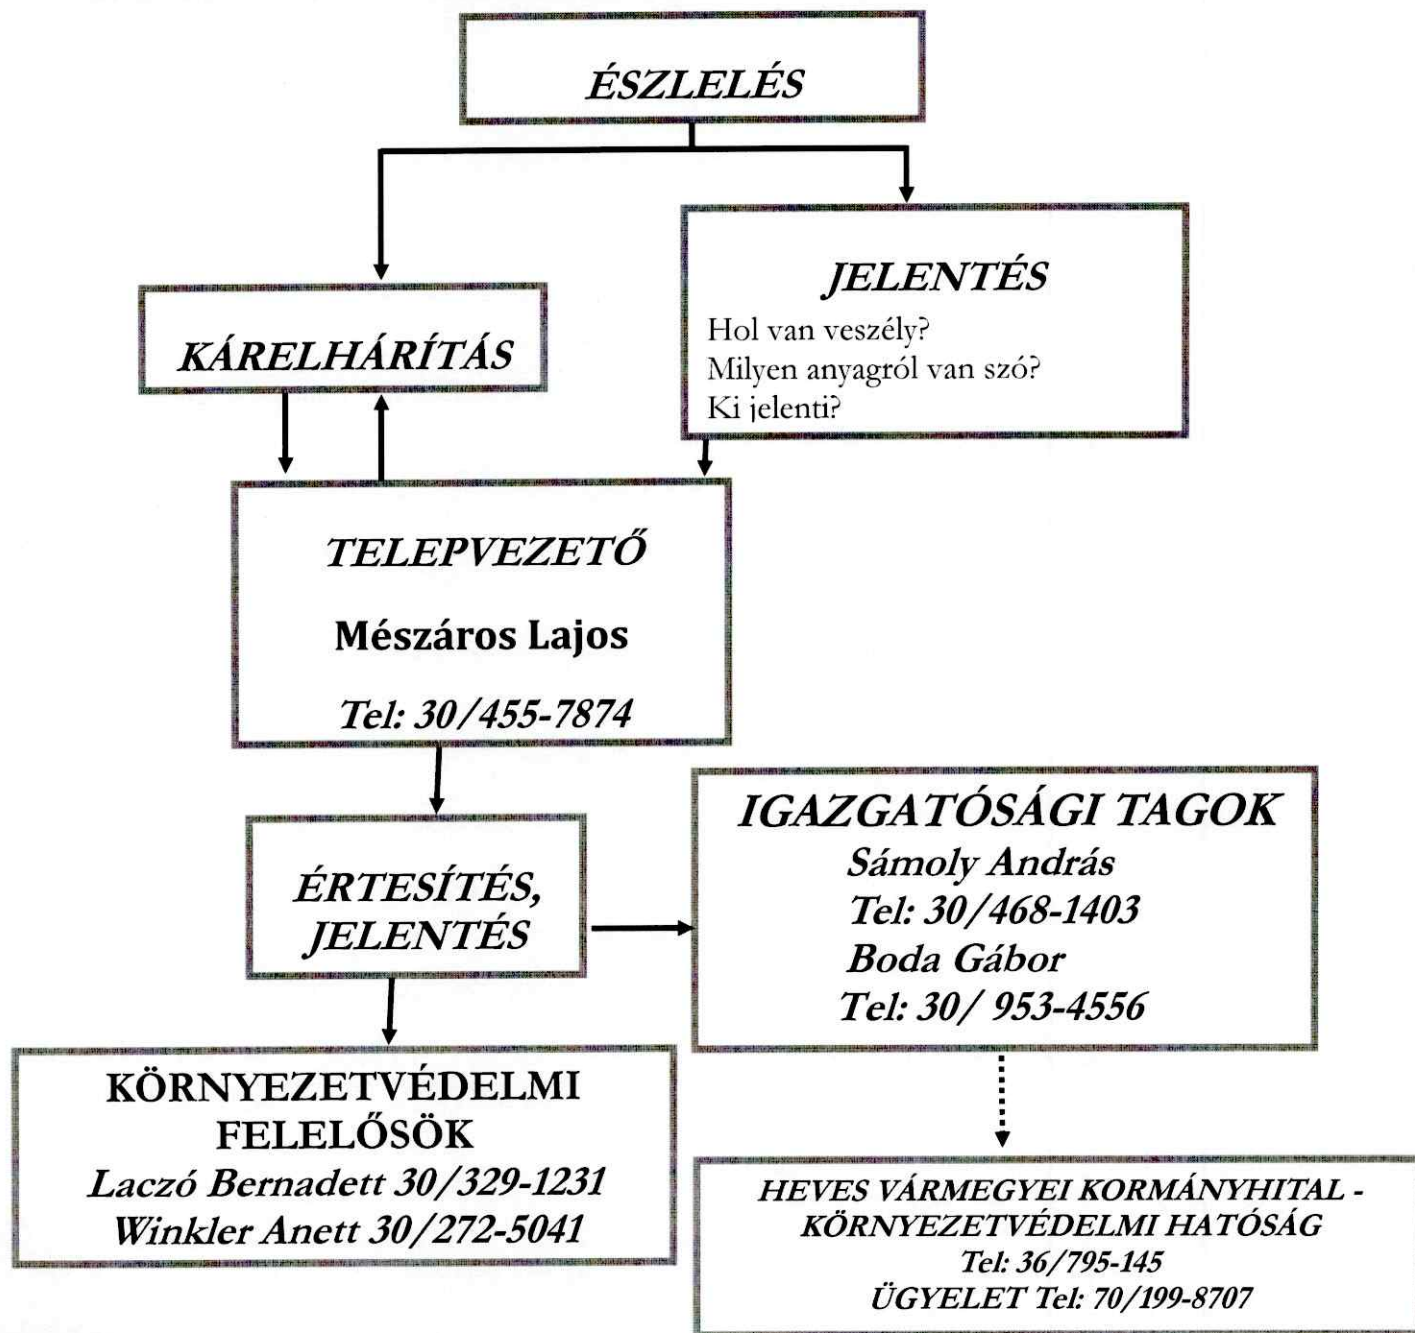 ÉSZLELÉS
KÁRELHÁRÍTÁS
JELENTÉS
Hol van veszély?
Milyen anyagról van szó?
Ki jelenti?
TELEPVEZETŐ
Mészáros Lajos
Tel: 30/455-7874
ÉRTESÍTÉS,
JELENTÉS
IGAZGATÓSÁGI TAGOK
Sámoly András
Tel: 30/468-1403
Boda Gábor
Tel: 30/ 953-4556
KÖRNYEZETVÉDELMI
FELELŐSÖK
Laczó Bernadett 30/329-1231
Winkler Anett 30/272-5041
HEVES VÁRMEGYEI KORMÁNYHITAL -
KÖRNYEZETVÉDELMI HATÓSÁG
Tel: 36/795-145
ÜGYELET Tel: 70/199-8707